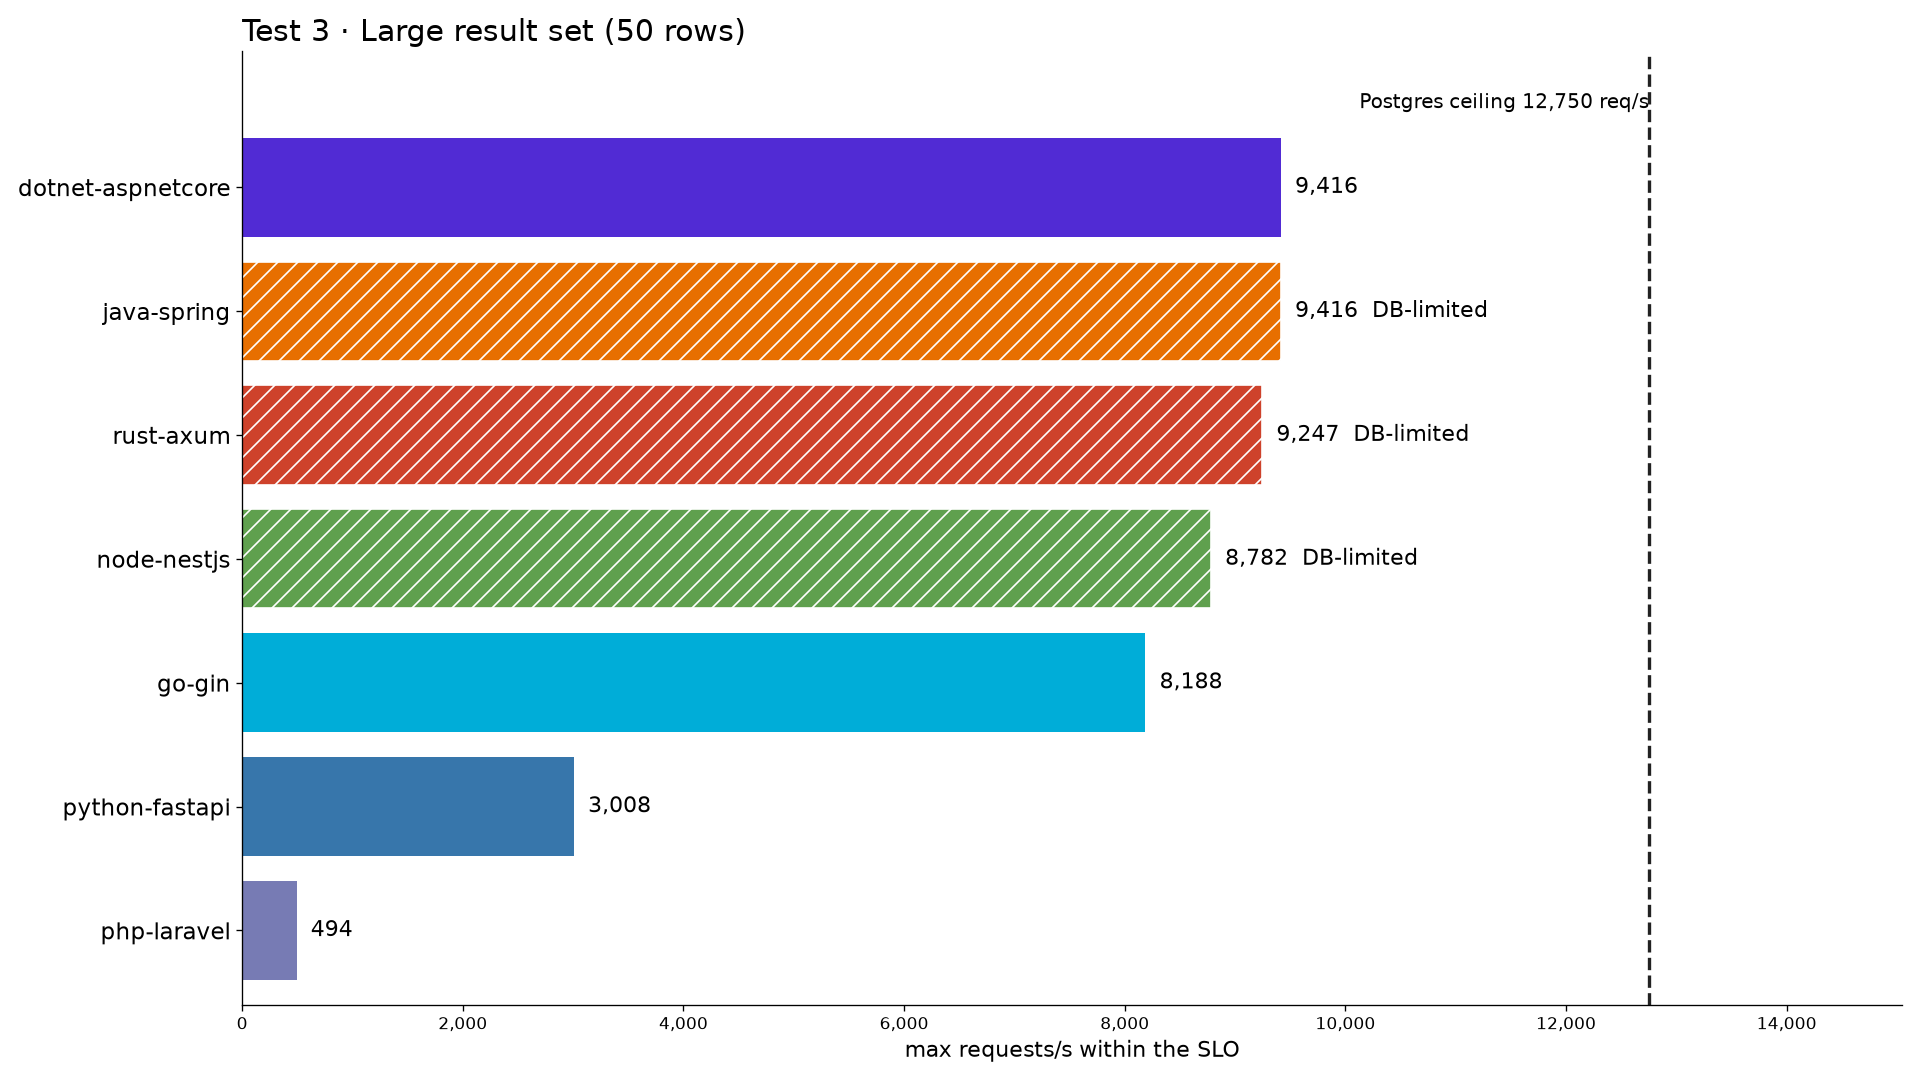 Test 3 · Large result set (50 rows)
Postgres ceiling 12,750 req/s
dotnet-aspnetcore 9,416
java-spring 9,416 DB-limited
rust-axum 9,247 DB-limited
node-nestjs 8,782 DB-limited
go-gin 8,188
python-fastapi 3,008
php-laravel 494
0 2,000 4,000 6,000 8,000 10,000 12,000 14,000
max requests/s within the SLO